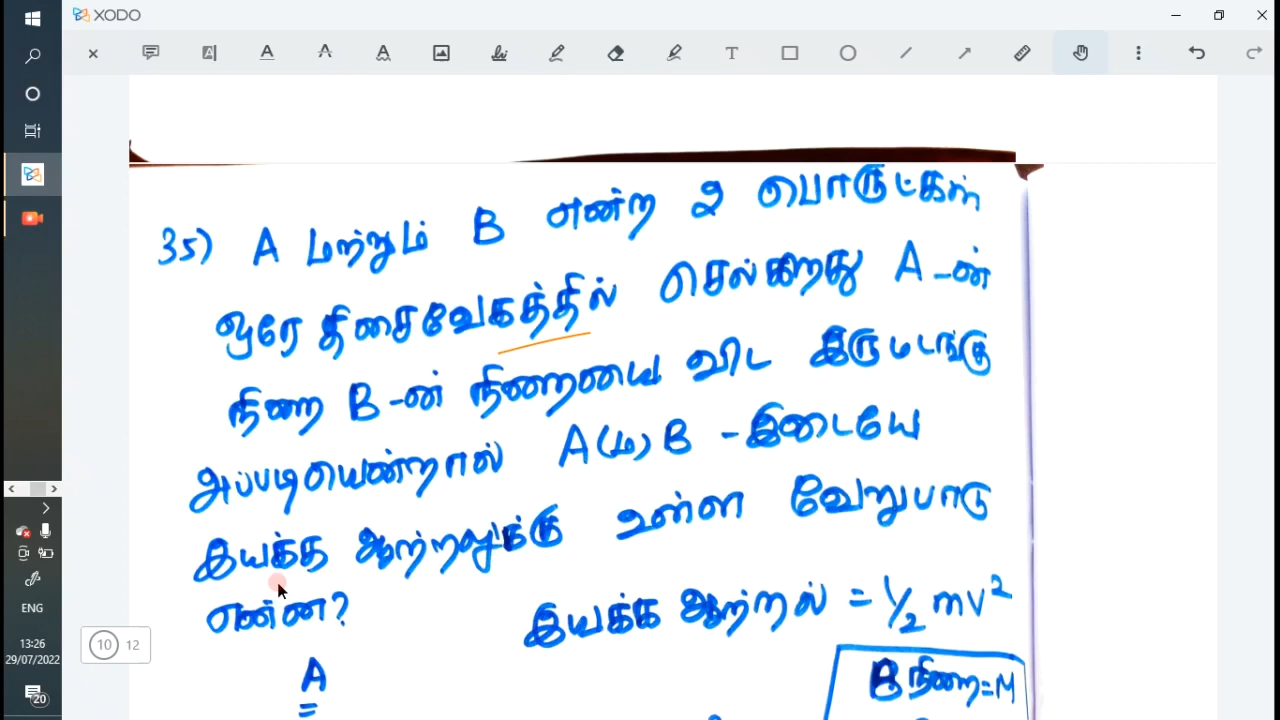 XODO
35) A மற்றும் B என்ற 2 பொருட்கள்
ஒரே திசைவேகத்தில் செல்கிறது A-ன்
நிறை B-ன் நிறையை விட இருமடங்கு
அப்படியென்றால் A(ம) B -இடையே
இயக்க ஆற்றலுக்கு உள்ள வேறுபாடு
என்ன?
இயக்க ஆற்றல் = 1/2 mv²
A
=
நிறை = M
ENG
13:26
29/07/2022
20
10 12